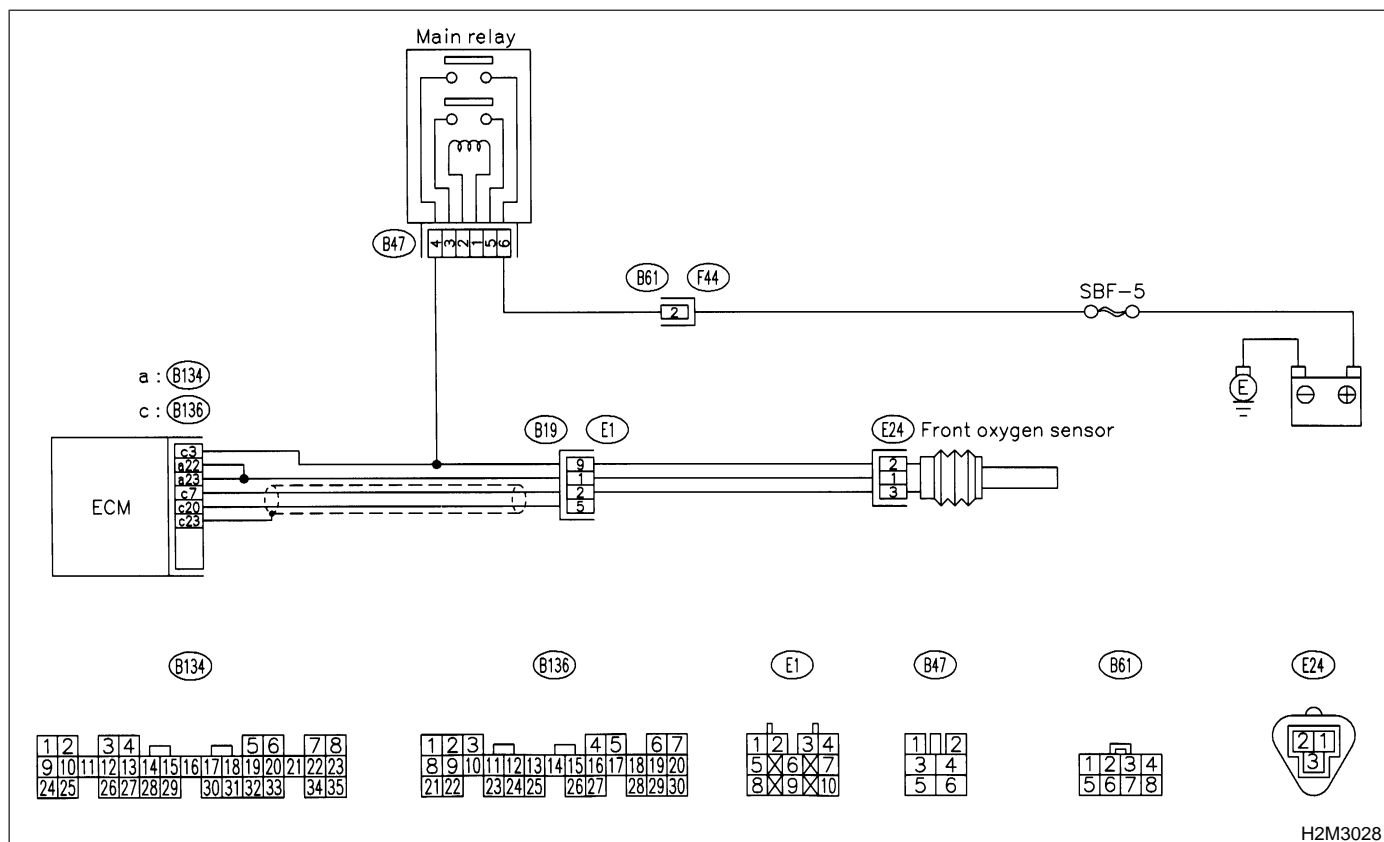 Main relay
B47
4 3 2 1 5 6
B61 F44
2
SBF-5
E
⊖ ⊕
a : B134
c : B136
ECM
c3
a22
a23
c7
c20
c23
B19 E1
9
1
2
5
E24 Front oxygen sensor
2
1
3
B134 B136 E1 B47 B61 E24
1 2 3 4 5 6 7 8
9 10 11 12 13 14 15 16 17 18 19 20 21 22 23
24 25 26 27 28 29 30 31 32 33 34 35
1 2 3 4 5 6 7
8 9 10 11 12 13 14 15 16 17 18 19 20
21 22 23 24 25 26 27 28 29 30
1 2 3 4
5 6 7
8 9 10
1 2
3 4
5 6
1 2 3 4
5 6 7 8
2 1
3
H2M3028